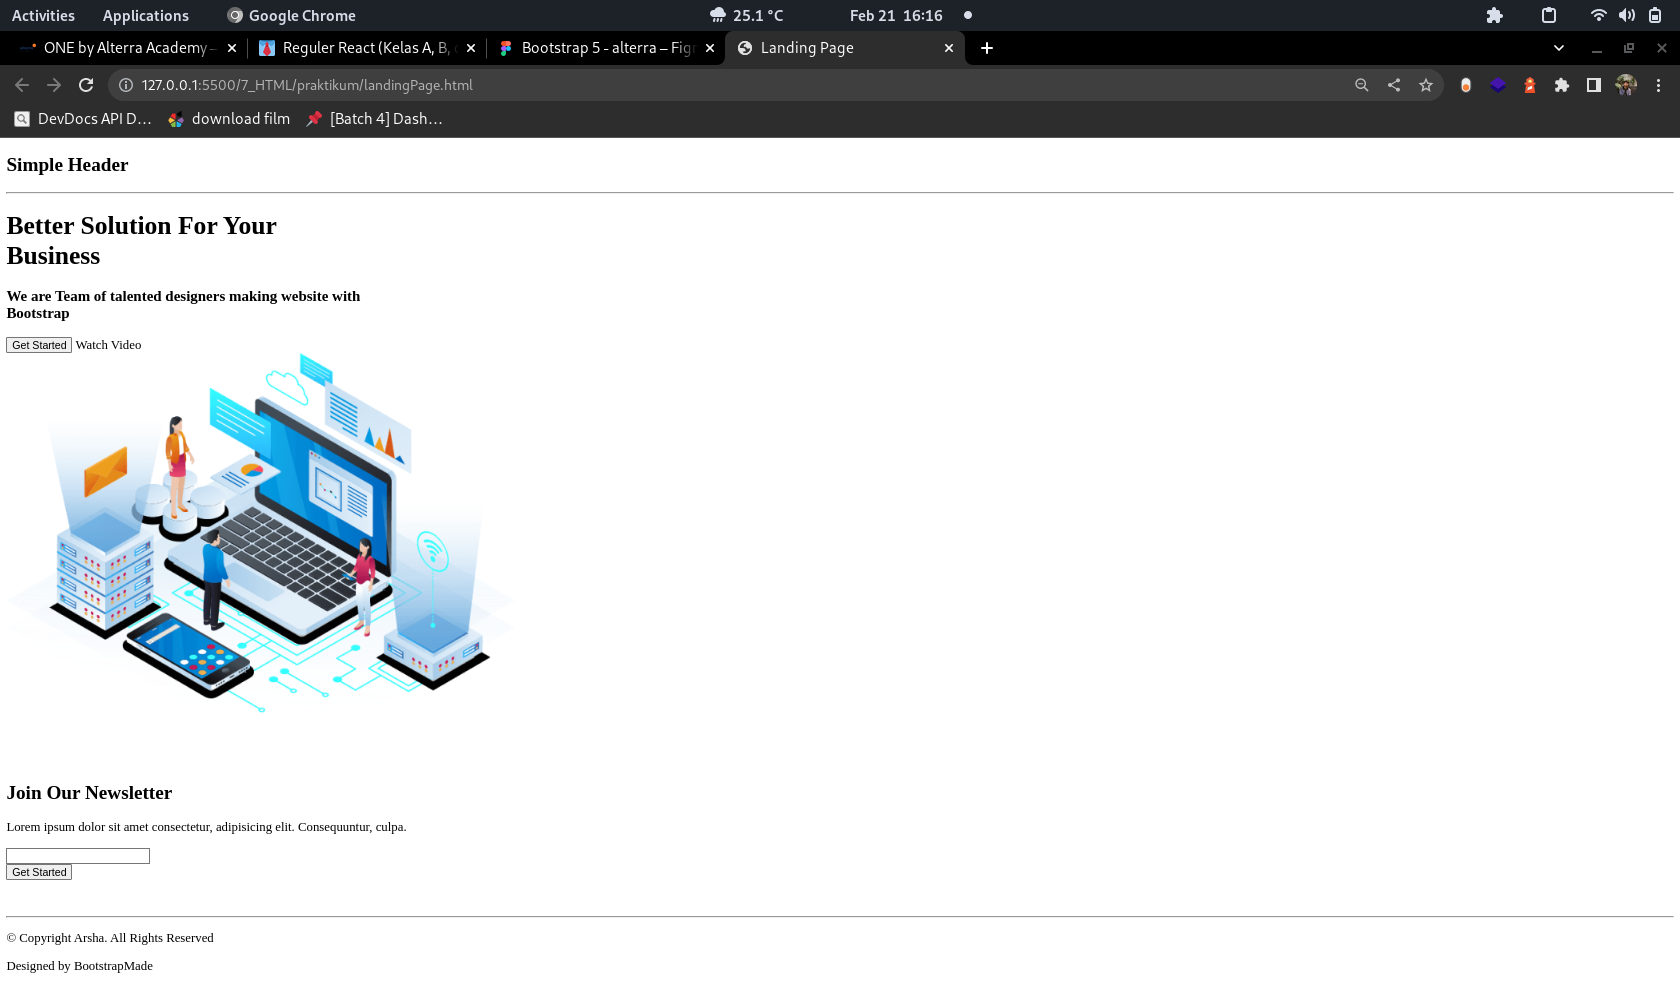 Activities
Applications
Google Chrome
25.1 °C
Feb 21 16:16
ONE by Alterra Academy
Reguler React (Kelas A, B,
Bootstrap 5 - alterra – Fig
Landing Page
127.0.0.1:5500/7_HTML/praktikum/landingPage.html
DevDocs API D...
download film
[Batch 4] Dash...
Simple Header
Better Solution For Your
Business
We are Team of talented designers making website with
Bootstrap
Get Started
Watch Video
Join Our Newsletter
Lorem ipsum dolor sit amet consectetur, adipisicing elit. Consequuntur, culpa.
Get Started
© Copyright Arsha. All Rights Reserved
Designed by BootstrapMade